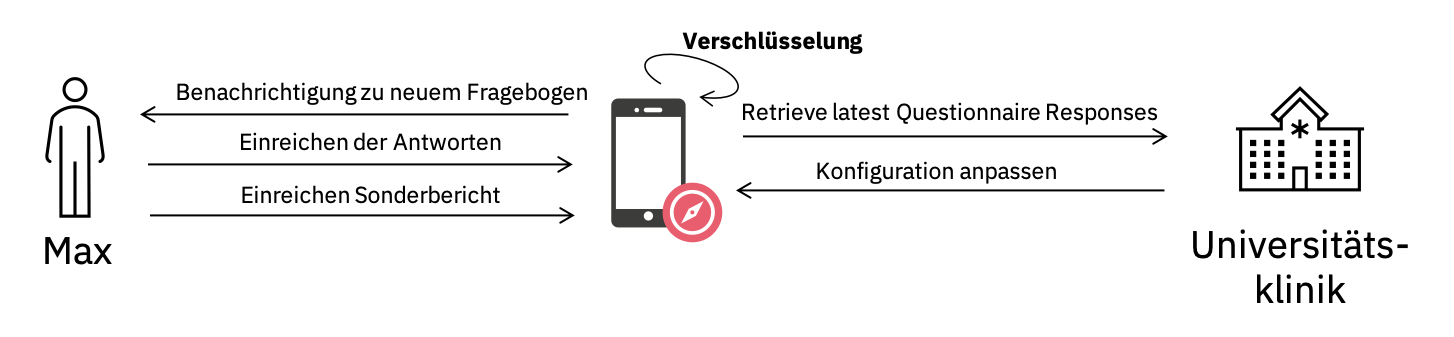 Verschlüsselung
Benachrichtigung zu neuem Fragebogen
Einreichen der Antworten
Einreichen Sonderbericht
Max
Retrieve latest Questionnaire Responses
Konfiguration anpassen
Universitäts-
klinik